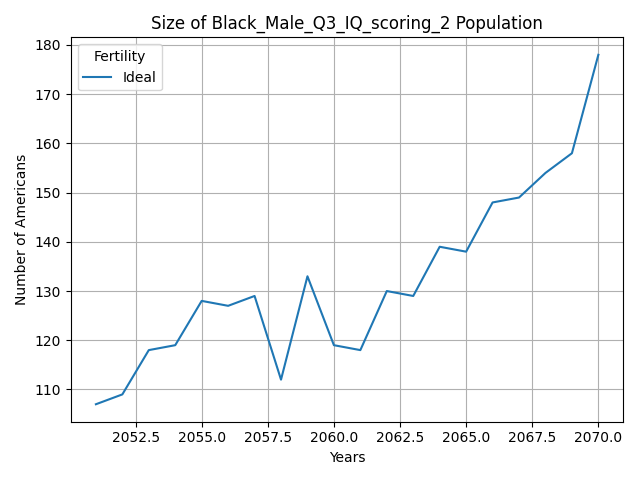 Size of Black_Male_Q3_IQ_scoring_2 Population
Fertility
Ideal
Number of Americans
180
170
160
150
140
130
120
110
2052.5 2055.0 2057.5 2060.0 2062.5 2065.0 2067.5 2070.0
Years